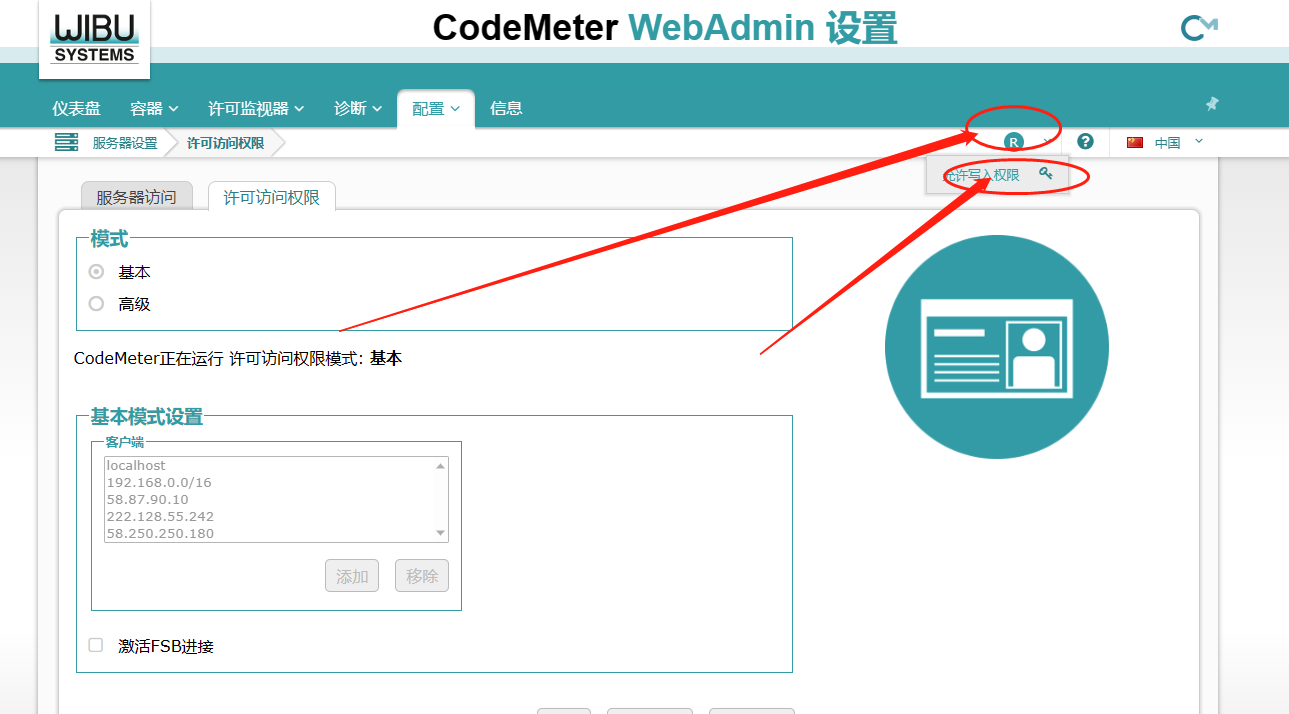 WIBU
SYSTEMS
CodeMeter WebAdmin 设置
仪表盘 容器 许可监视器 诊断 配置 信息
服务器设置 许可访问权限 R ? 中国
允许写入权限
服务器访问 许可访问权限
模式
基本
高级
CodeMeter正在运行 许可访问权限模式: 基本
基本模式设置
客户端
localhost
192.168.0.0/16
58.87.90.10
222.128.55.242
58.250.250.180
添加 移除
激活FSB进接